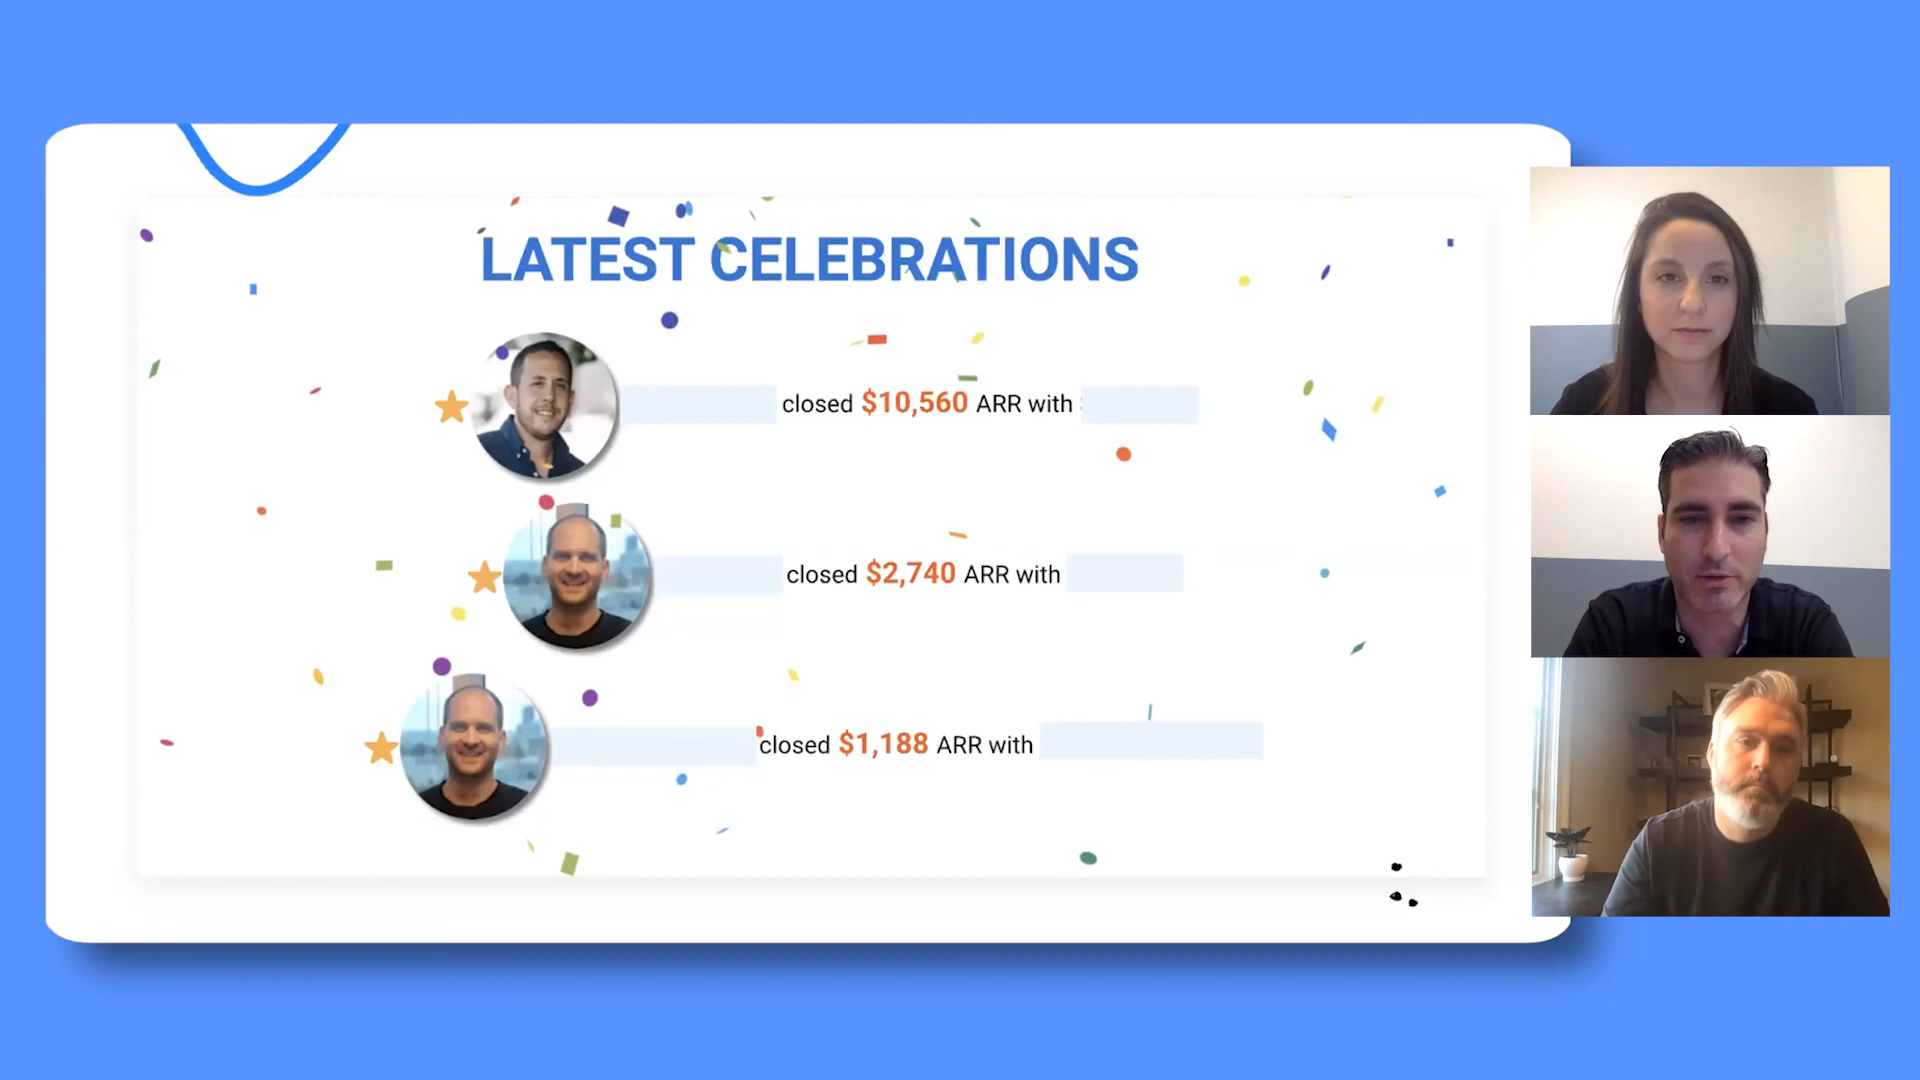 LATEST CELEBRATIONS
closed $10,560 ARR with
closed $2,740 ARR with
closed $1,188 ARR with